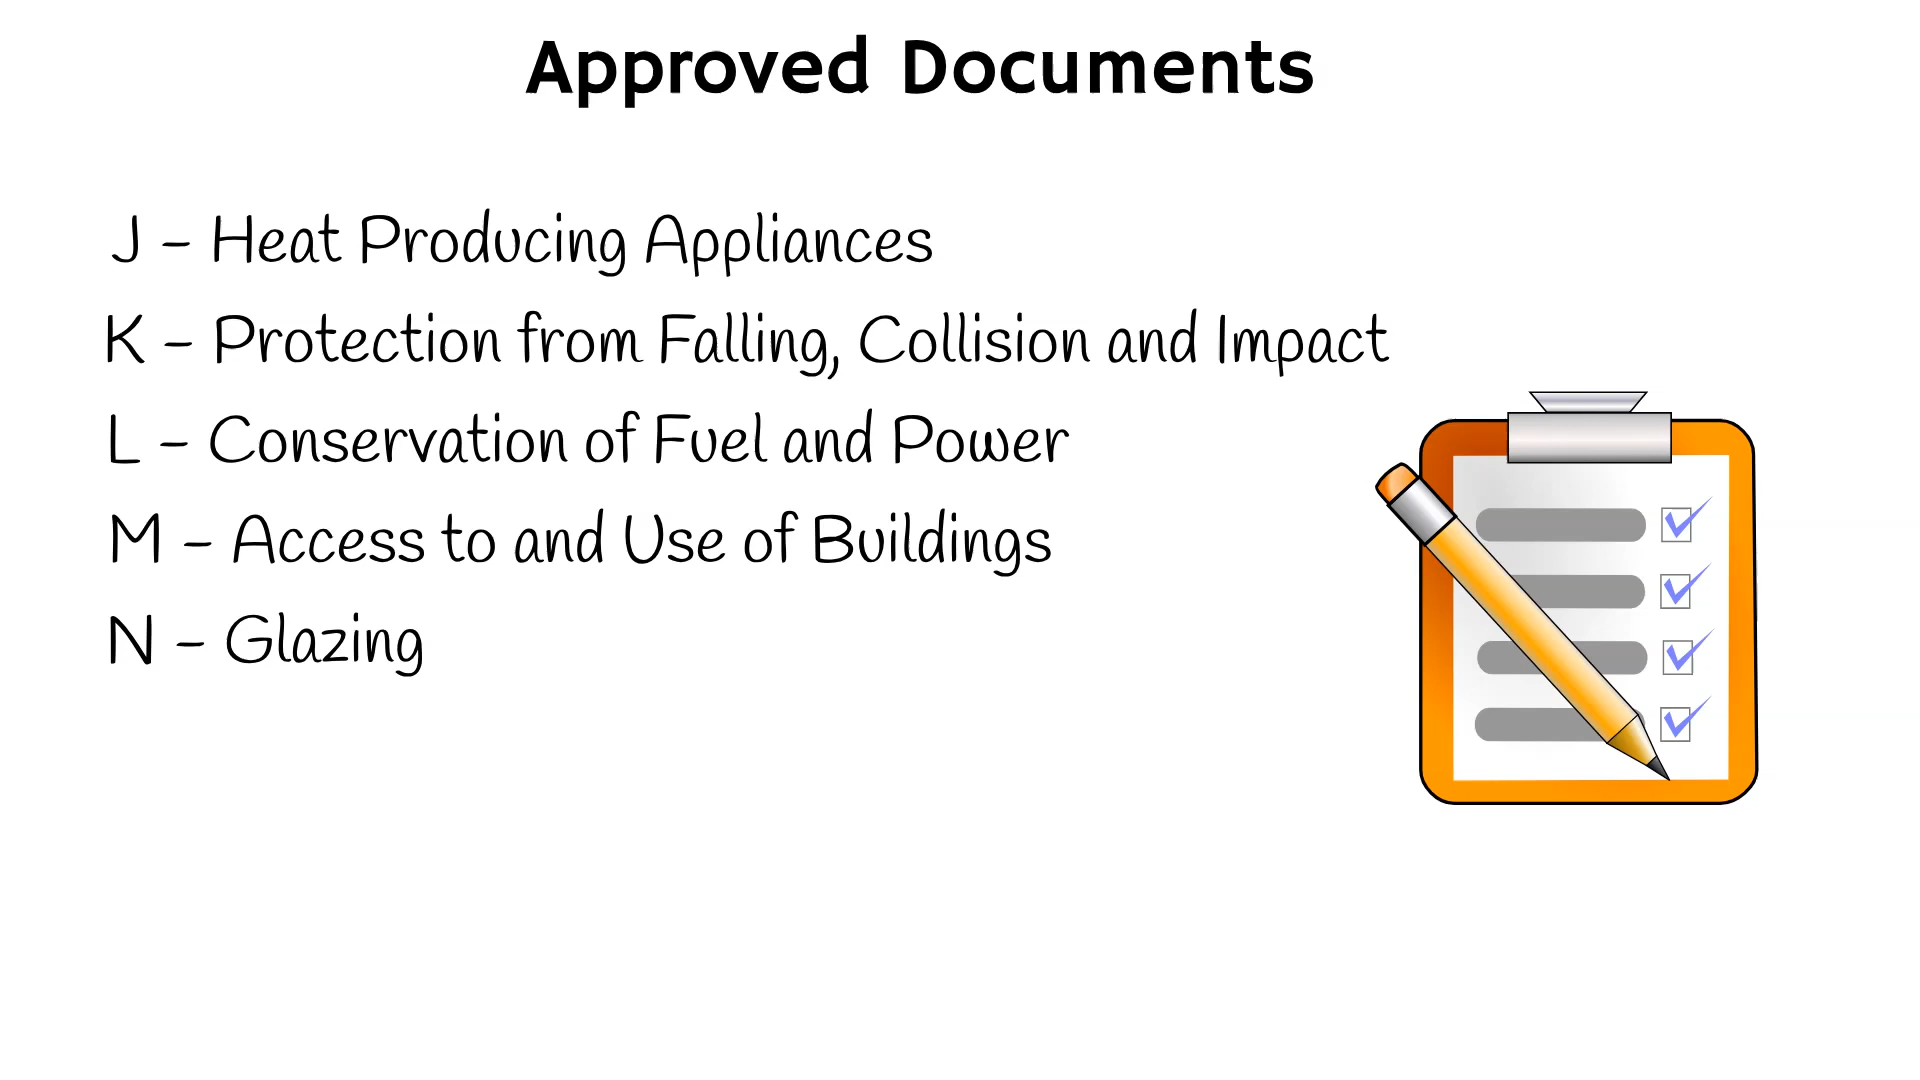 Approved Documents
J - Heat Producing Appliances
K - Protection from Falling, Collision and Impact
L - Conservation of Fuel and Power
M - Access to and Use of Buildings
N - Glazing